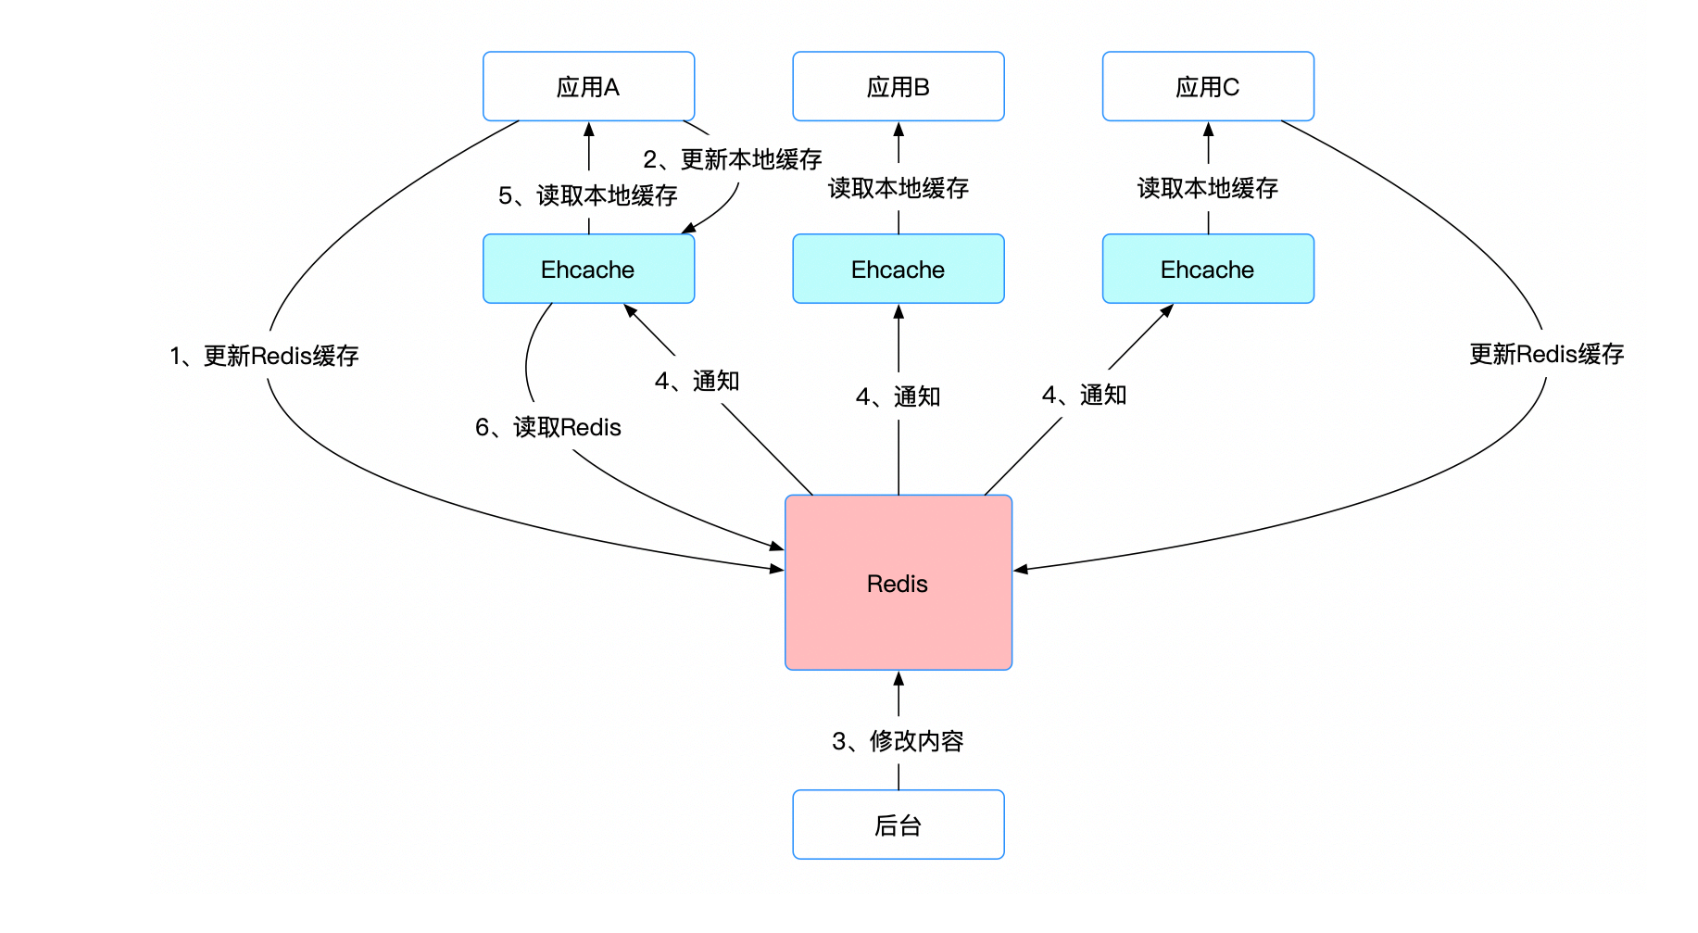 应用A
应用B
应用C
2、更新本地缓存
5、读取本地缓存
读取本地缓存
读取本地缓存
Ehcache
Ehcache
Ehcache
1、更新Redis缓存
更新Redis缓存
4、通知
4、通知
4、通知
6、读取Redis
Redis
3、修改内容
后台